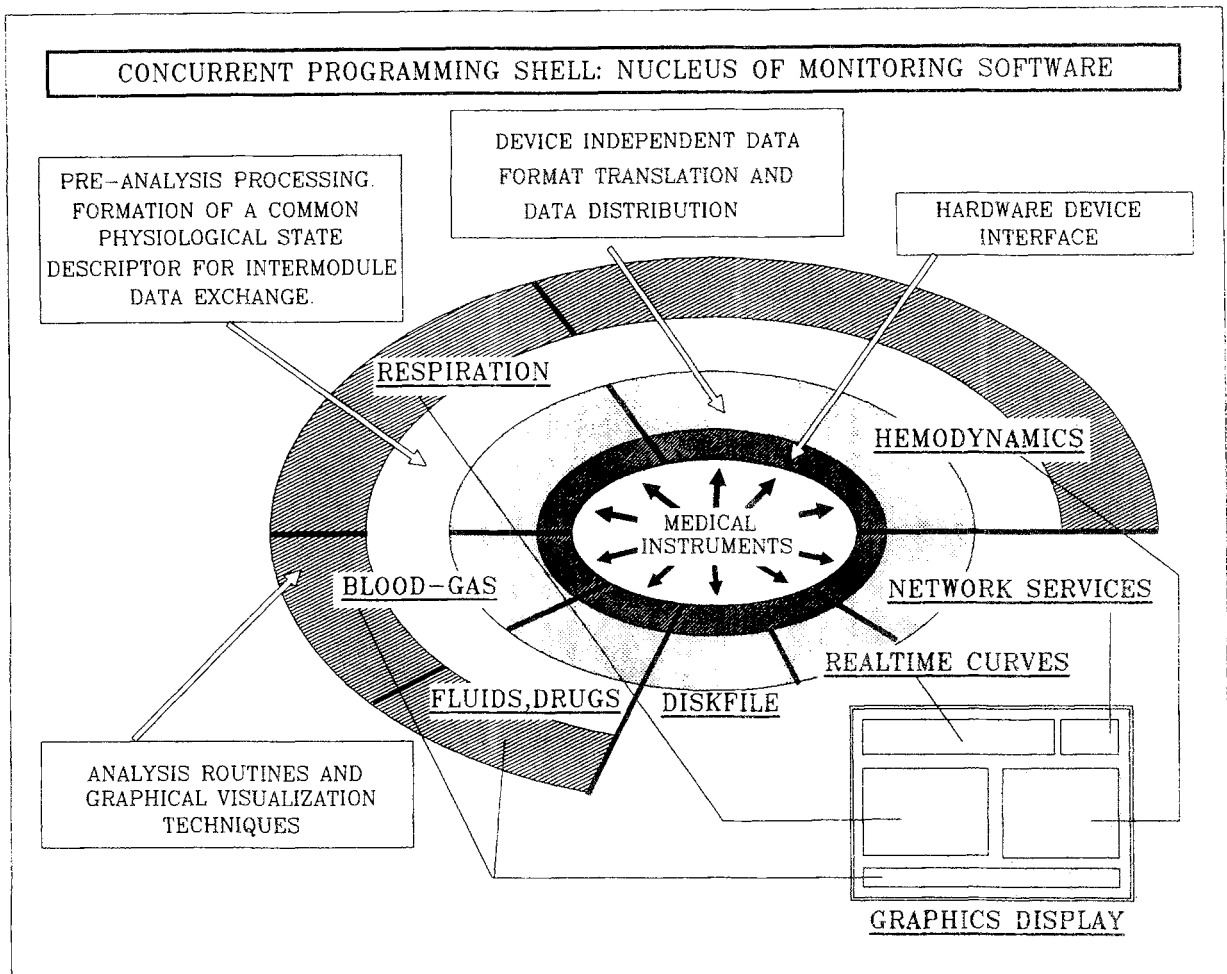 CONCURRENT PROGRAMMING SHELL: NUCLEUS OF MONITORING SOFTWARE
DEVICE INDEPENDENT DATA
FORMAT TRANSLATION AND
DATA DISTRIBUTION
PRE-ANALYSIS PROCESSING.
FORMATION OF A COMMON
PHYSIOLOGICAL STATE
DESCRIPTOR FOR INTERMODULE
DATA EXCHANGE.
HARDWARE DEVICE
INTERFACE
RESPIRATION
HEMODYNAMICS
MEDICAL
INSTRUMENTS
BLOOD-GAS
NETWORK SERVICES
REALTIME CURVES
FLUIDS,DRUGS
DISKFILE
ANALYSIS ROUTINES AND
GRAPHICAL VISUALIZATION
TECHNIQUES
GRAPHICS DISPLAY